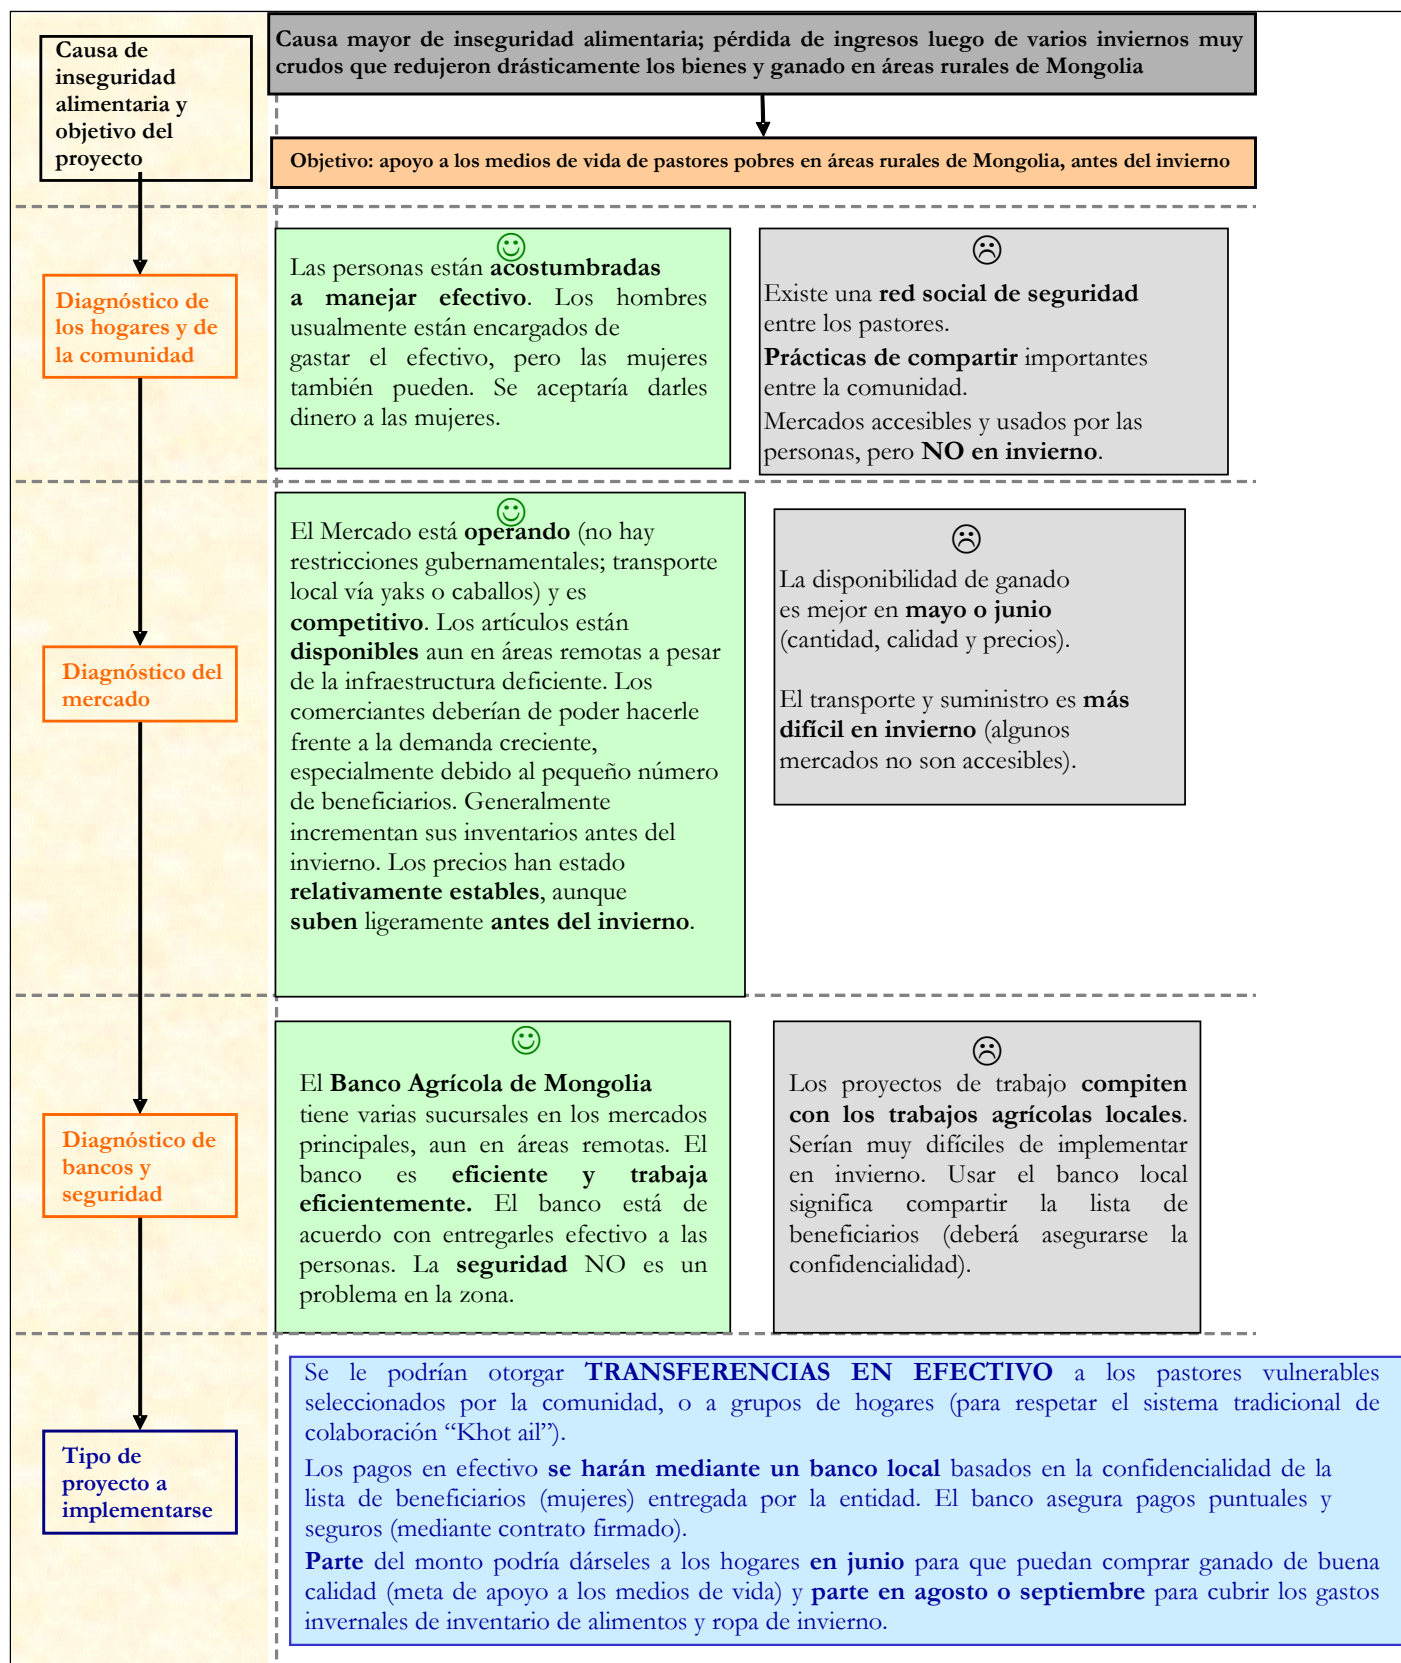 Causa de
inseguridad
alimentaria y
objetivo del
proyecto
Causa mayor de inseguridad alimentaria; pérdida de ingresos luego de varios inviernos muy
crudos que redujeron drásticamente los bienes y ganado en áreas rurales de Mongolia
Objetivo: apoyo a los medios de vida de pastores pobres en áreas rurales de Mongolia, antes del invierno
Diagnóstico de
los hogares y de
la comunidad
Las personas están acostumbradas
a manejar efectivo. Los hombres
usualmente están encargados de
gastar el efectivo, pero las mujeres
también pueden. Se aceptaría darles
dinero a las mujeres.
Existe una red social de seguridad
entre los pastores.
Prácticas de compartir importantes
entre la comunidad.
Mercados accesibles y usados por las
personas, pero NO en invierno.
Diagnóstico del
mercado
El Mercado está operando (no hay
restricciones gubernamentales; transporte
local vía yaks o caballos) y es
competitivo. Los artículos están
disponibles aun en áreas remotas a pesar
de la infraestructura deficiente. Los
comerciantes deberían de poder hacerle
frente a la demanda creciente,
especialmente debido al pequeño número
de beneficiarios. Generalmente
incrementan sus inventarios antes del
invierno. Los precios han estado
relativamente estables, aunque
suben ligeramente antes del invierno.
La disponibilidad de ganado
es mejor en mayo o junio
(cantidad, calidad y precios).
El transporte y suministro es más
difícil en invierno (algunos
mercados no son accesibles).
Diagnóstico de
bancos y
seguridad
El Banco Agrícola de Mongolia
tiene varias sucursales en los mercados
principales, aun en áreas remotas. El
banco es eficiente y trabaja
eficientemente. El banco está de
acuerdo con entregarles efectivo a las
personas. La seguridad NO es un
problema en la zona.
Los proyectos de trabajo compiten
con los trabajos agrícolas locales.
Serían muy difíciles de implementar
en invierno. Usar el banco local
significa compartir la lista de
beneficiarios (deberá asegurarse la
confidencialidad).
Tipo de
proyecto a
implementarse
Se le podrían otorgar TRANSFERENCIAS EN EFECTIVO a los pastores vulnerables
seleccionados por la comunidad, o a grupos de hogares (para respetar el sistema tradicional de
colaboración “Khot ail”).
Los pagos en efectivo se harán mediante un banco local basados en la confidencialidad de la
lista de beneficiarios (mujeres) entregada por la entidad. El banco asegura pagos puntuales y
seguros (mediante contrato firmado).
Parte del monto podría dárseles a los hogares en junio para que puedan comprar ganado de buena
calidad (meta de apoyo a los medios de vida) y parte en agosto o septiembre para cubrir los gastos
invernales de inventario de alimentos y ropa de invierno.